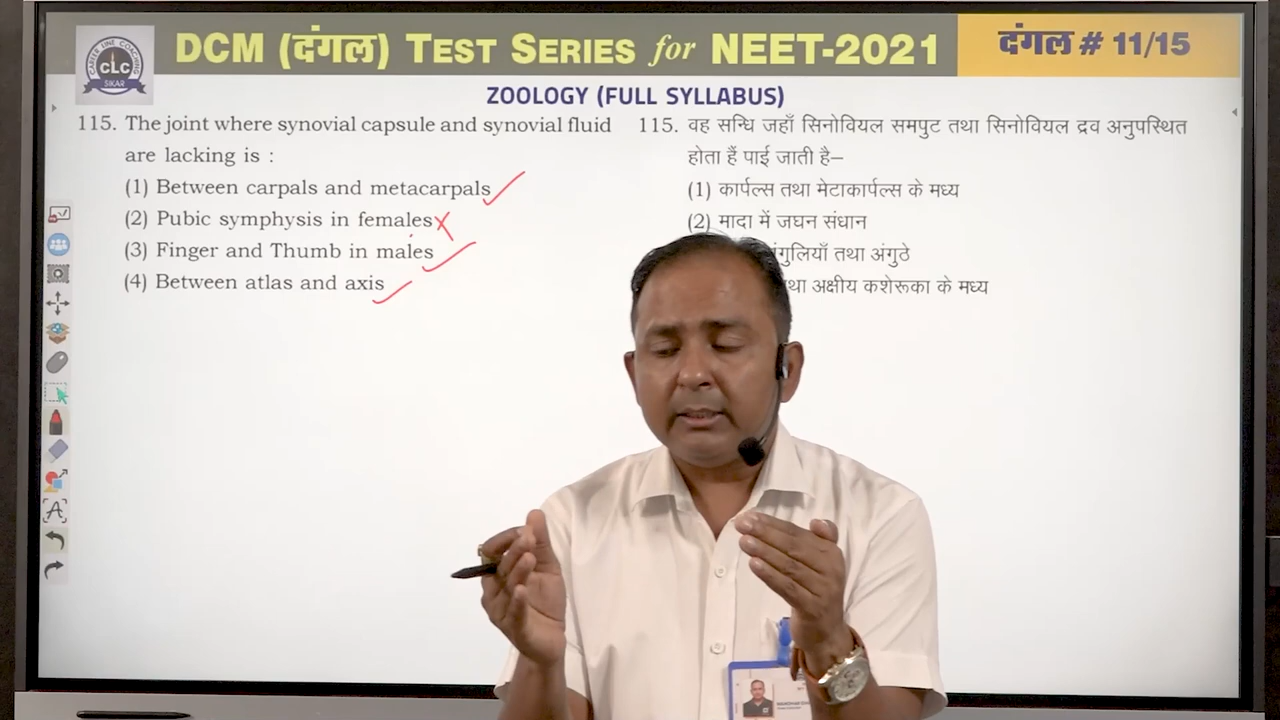 DCM (दंगल) TEST SERIES for NEET-2021
दंगल # 11/15
CAREER LINE COACHING
CLC
SIKAR
ZOOLOGY (FULL SYLLABUS)
115. The joint where synovial capsule and synovial fluid
are lacking is :
(1) Between carpals and metacarpals
(2) Pubic symphysis in females
(3) Finger and Thumb in males
(4) Between atlas and axis
115. वह सन्धि जहाँ सिनोवियल समपुट तथा सिनोवियल द्रव अनुपस्थित
होता हैं पाई जाती है–
(1) कार्पल्स तथा मेटाकार्पल्स के मध्य
(2) मादा में जघन संधान
तथा अंगुठे
अक्षीय कशेरूका के मध्य
A